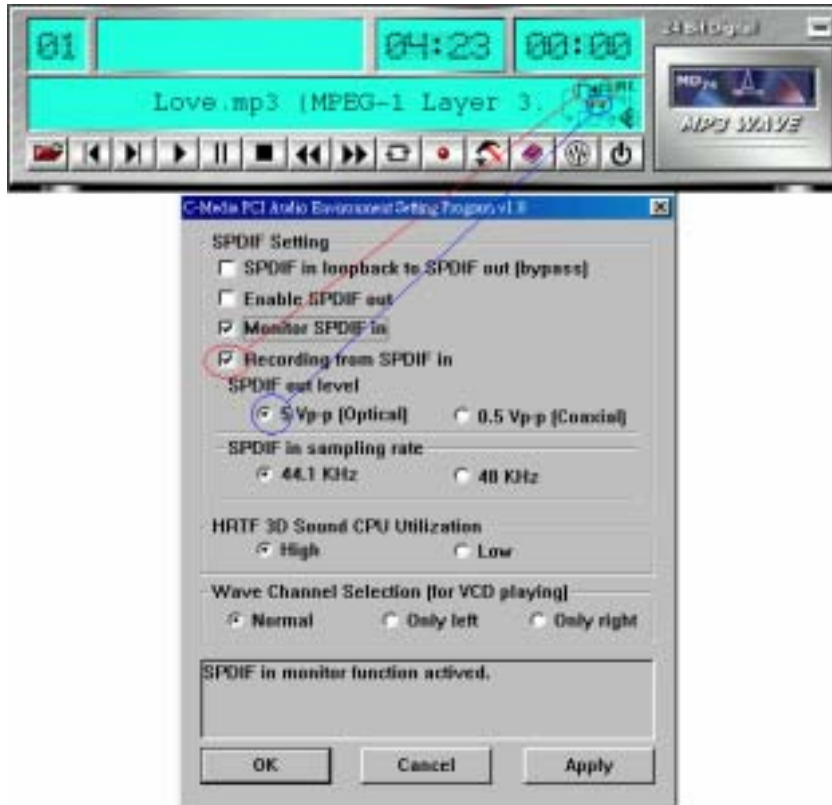 24 Bit Digital
01 04:23 00:00
Love.mp3 (MPEG-1 Layer 3.
MP3 WAVE
C-Media PCI Audio Environment Setting Program v1.8
SPDIF Setting
SPDIF in loopback to SPDIF out (bypass)
Enable SPDIF out
Monitor SPDIF in
Recording from SPDIF in
SPDIF out level
5 Vp-p (Optical) 0.5 Vp-p (Coaxial)
SPDIF in sampling rate
44.1 KHz 48 KHz
HRTF 3D Sound CPU Utilization
High Low
Wave Channel Selection (for VCD playing)
Normal Only left Only right
SPDIF in monitor function actived.
OK Cancel Apply